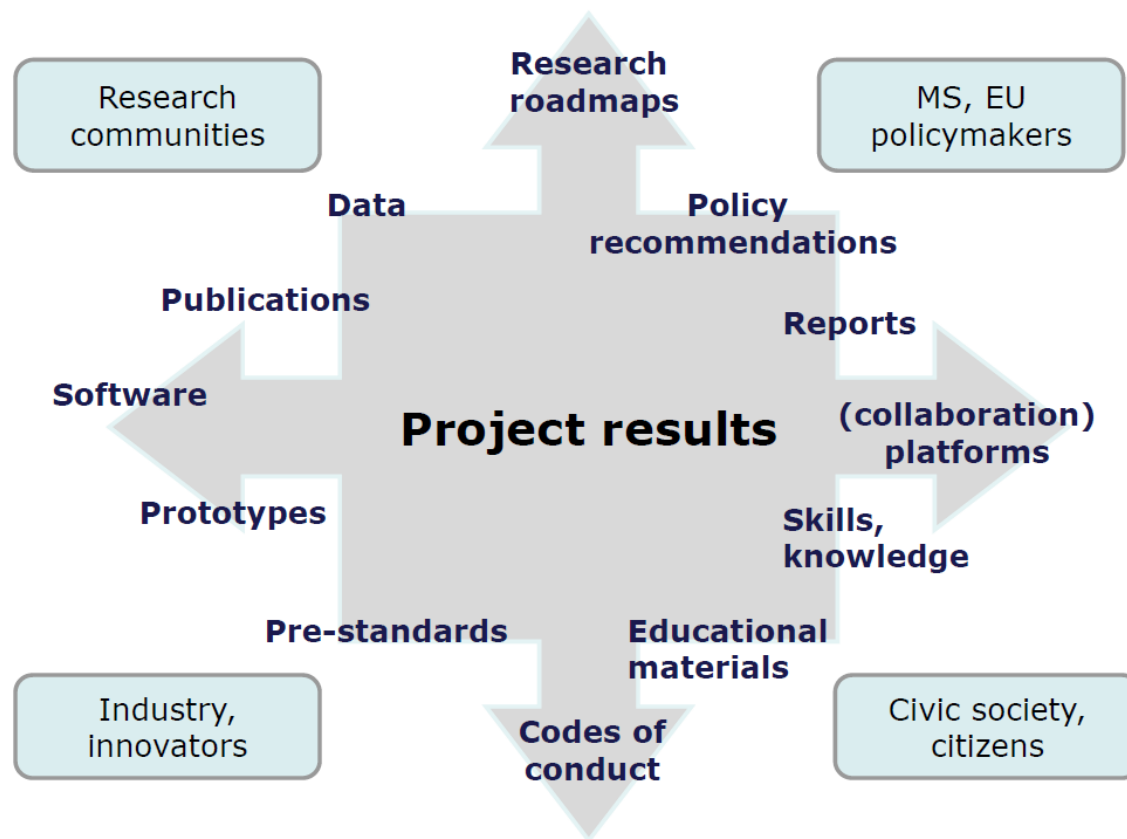 Research
roadmaps
Research
communities
MS, EU
policymakers
Data
Policy
recommendations
Publications
Reports
Software
(collaboration)
platforms
Project results
Prototypes
Skills,
knowledge
Pre-standards
Educational
materials
Industry,
innovators
Codes of
conduct
Civic society,
citizens